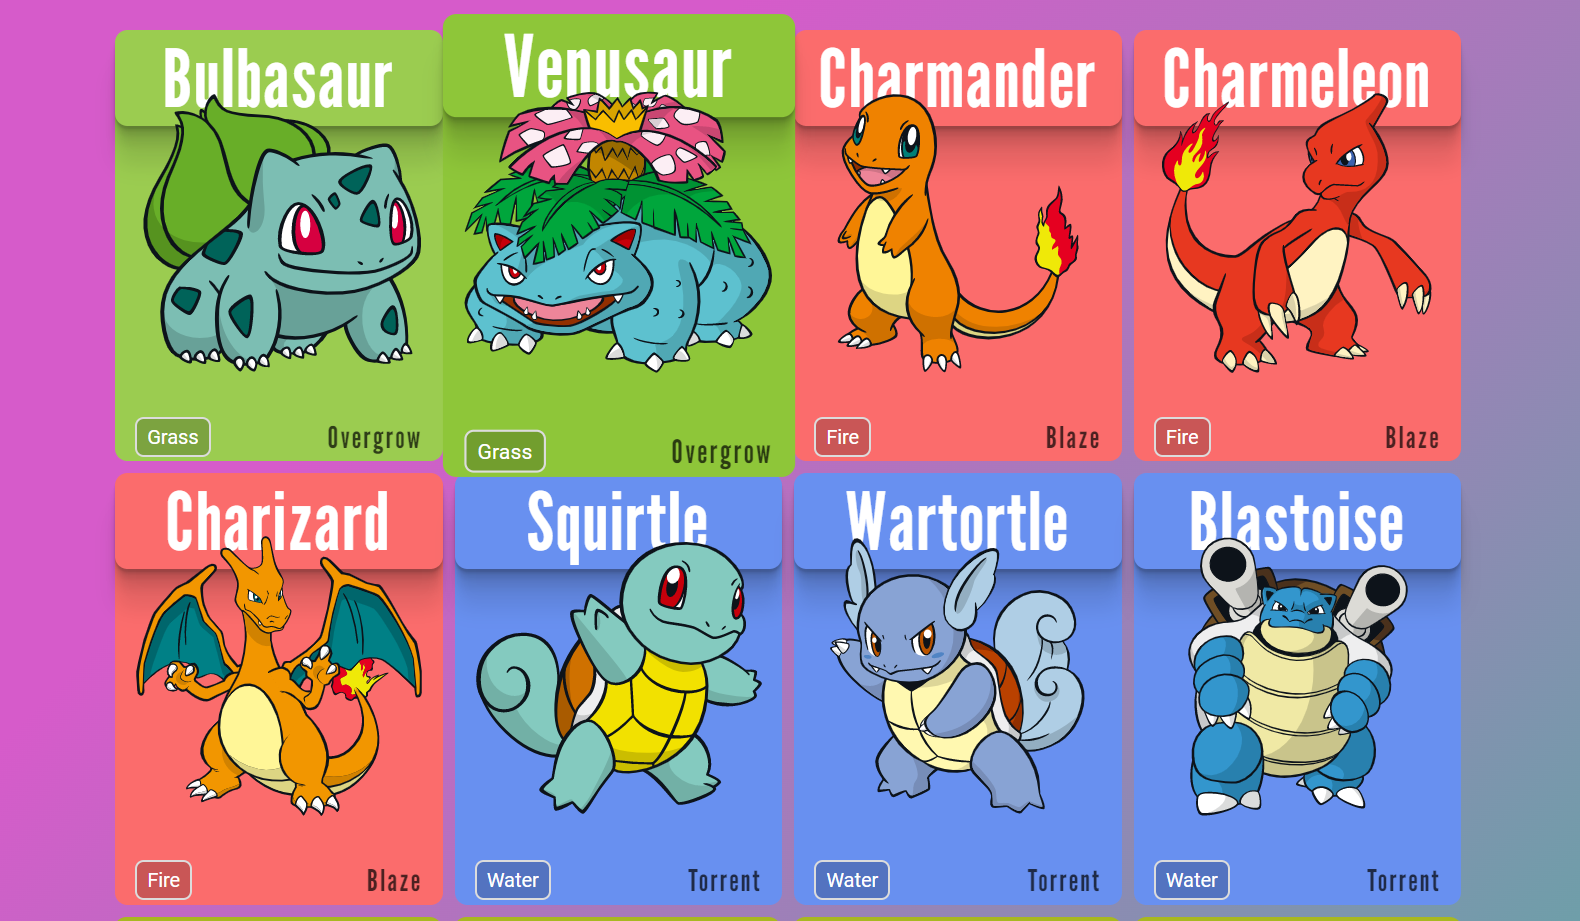 Bulbasaur
Venusaur
Charmander
Charmeleon
Grass
Overgrow
Grass
Overgrow
Fire
Blaze
Fire
Blaze
Charizard
Squirtle
Wartortle
Blastoise
Fire
Blaze
Water
Torrent
Water
Torrent
Water
Torrent